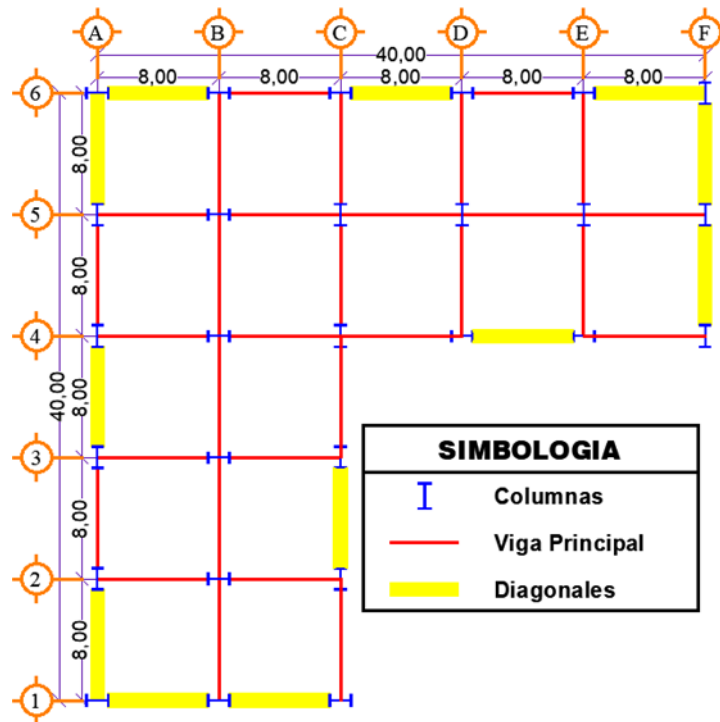 A B C D E F
40,00
8,00 8,00 8,00 8,00 8,00
6
8,00
5
8,00
4
40,00
8,00
3
8,00
2
8,00
1
SIMBOLOGIA
Columnas
Viga Principal
Diagonales